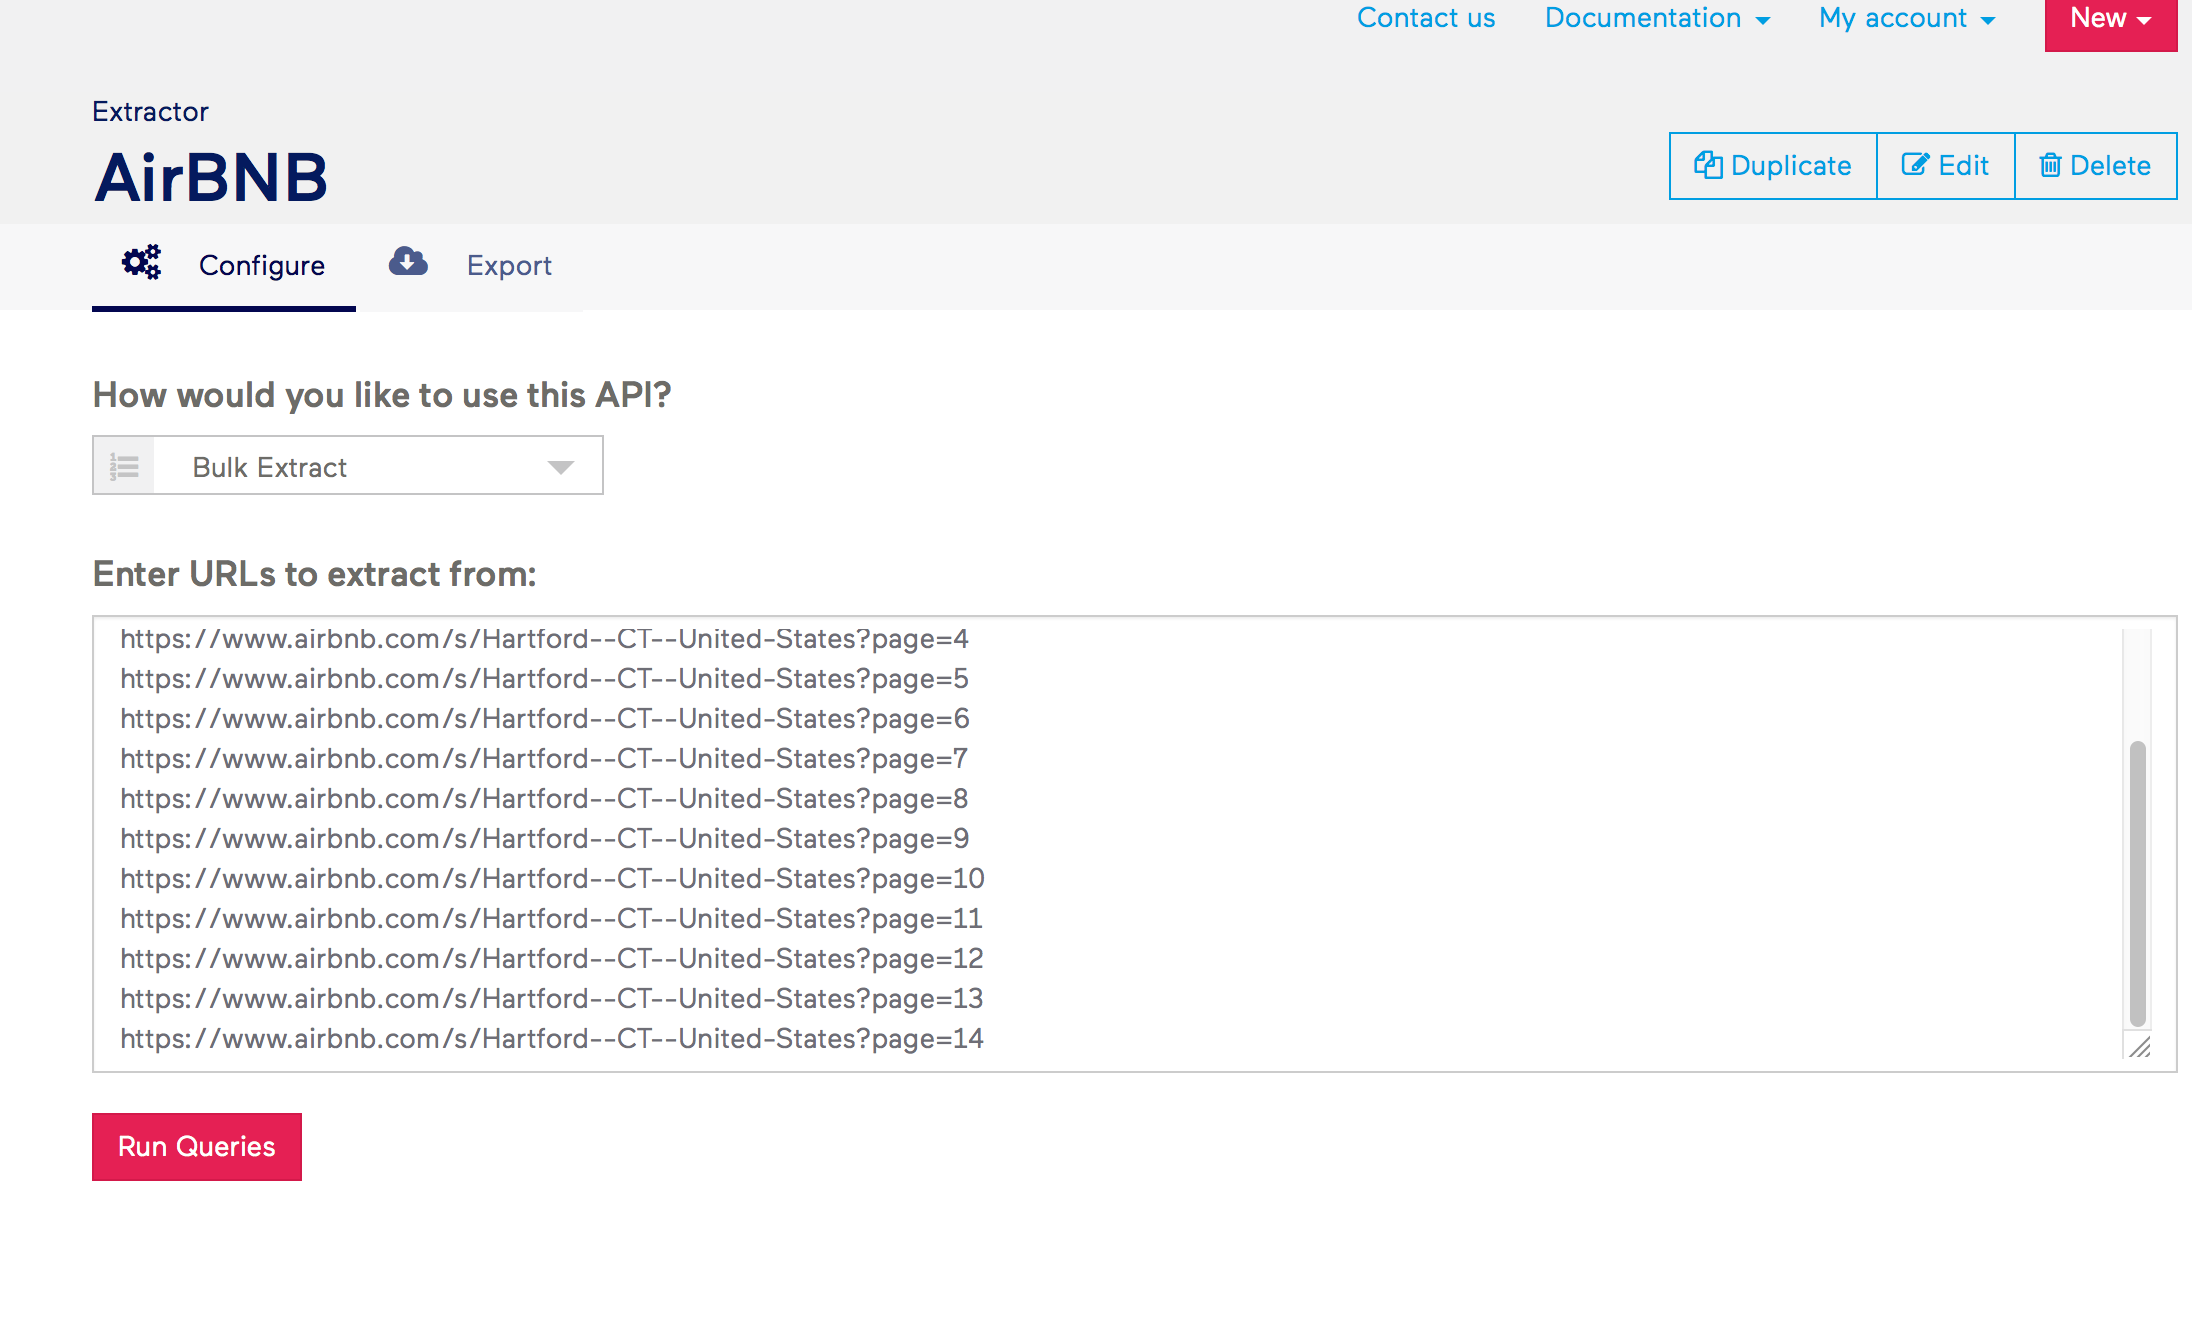 Contact us Documentation My account New
Extractor
AirBNB
Duplicate Edit Delete
Configure Export
How would you like to use this API?
Bulk Extract
Enter URLs to extract from:
https://www.airbnb.com/s/Hartford--CT--United-States?page=4
https://www.airbnb.com/s/Hartford--CT--United-States?page=5
https://www.airbnb.com/s/Hartford--CT--United-States?page=6
https://www.airbnb.com/s/Hartford--CT--United-States?page=7
https://www.airbnb.com/s/Hartford--CT--United-States?page=8
https://www.airbnb.com/s/Hartford--CT--United-States?page=9
https://www.airbnb.com/s/Hartford--CT--United-States?page=10
https://www.airbnb.com/s/Hartford--CT--United-States?page=11
https://www.airbnb.com/s/Hartford--CT--United-States?page=12
https://www.airbnb.com/s/Hartford--CT--United-States?page=13
https://www.airbnb.com/s/Hartford--CT--United-States?page=14
Run Queries